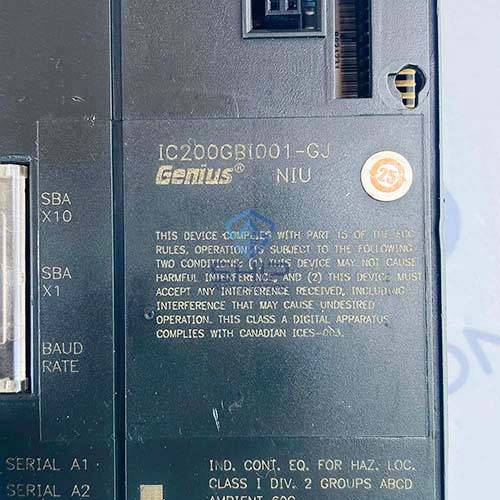 IC200GBI001-GJ
Genius® NIU
25
SBA
X10
SBA
X1
BAUD
RATE
THIS DEVICE COMPLIES WITH PART 15 OF THE FCC
RULES, OPERATION IS SUBJECT TO THE FOLLOWING
TWO CONDITIONS: (1) THIS DEVICE MAY NOT CAUSE
HARMFUL INTERFERENCE, AND (2) THIS DEVICE MUST
ACCEPT ANY INTERFERENCE RECEIVED, INCLUDING
INTERFERENCE THAT MAY CAUSE UNDESIRED
OPERATION. THIS CLASS A DIGITAL APPARATUS
COMPLIES WITH CANADIAN ICES-003.
SERIAL A1
SERIAL A2
IND. CONT. EQ. FOR HAZ. LOC.
CLASS I DIV. 2 GROUPS ABCD
AMBIENT 60C